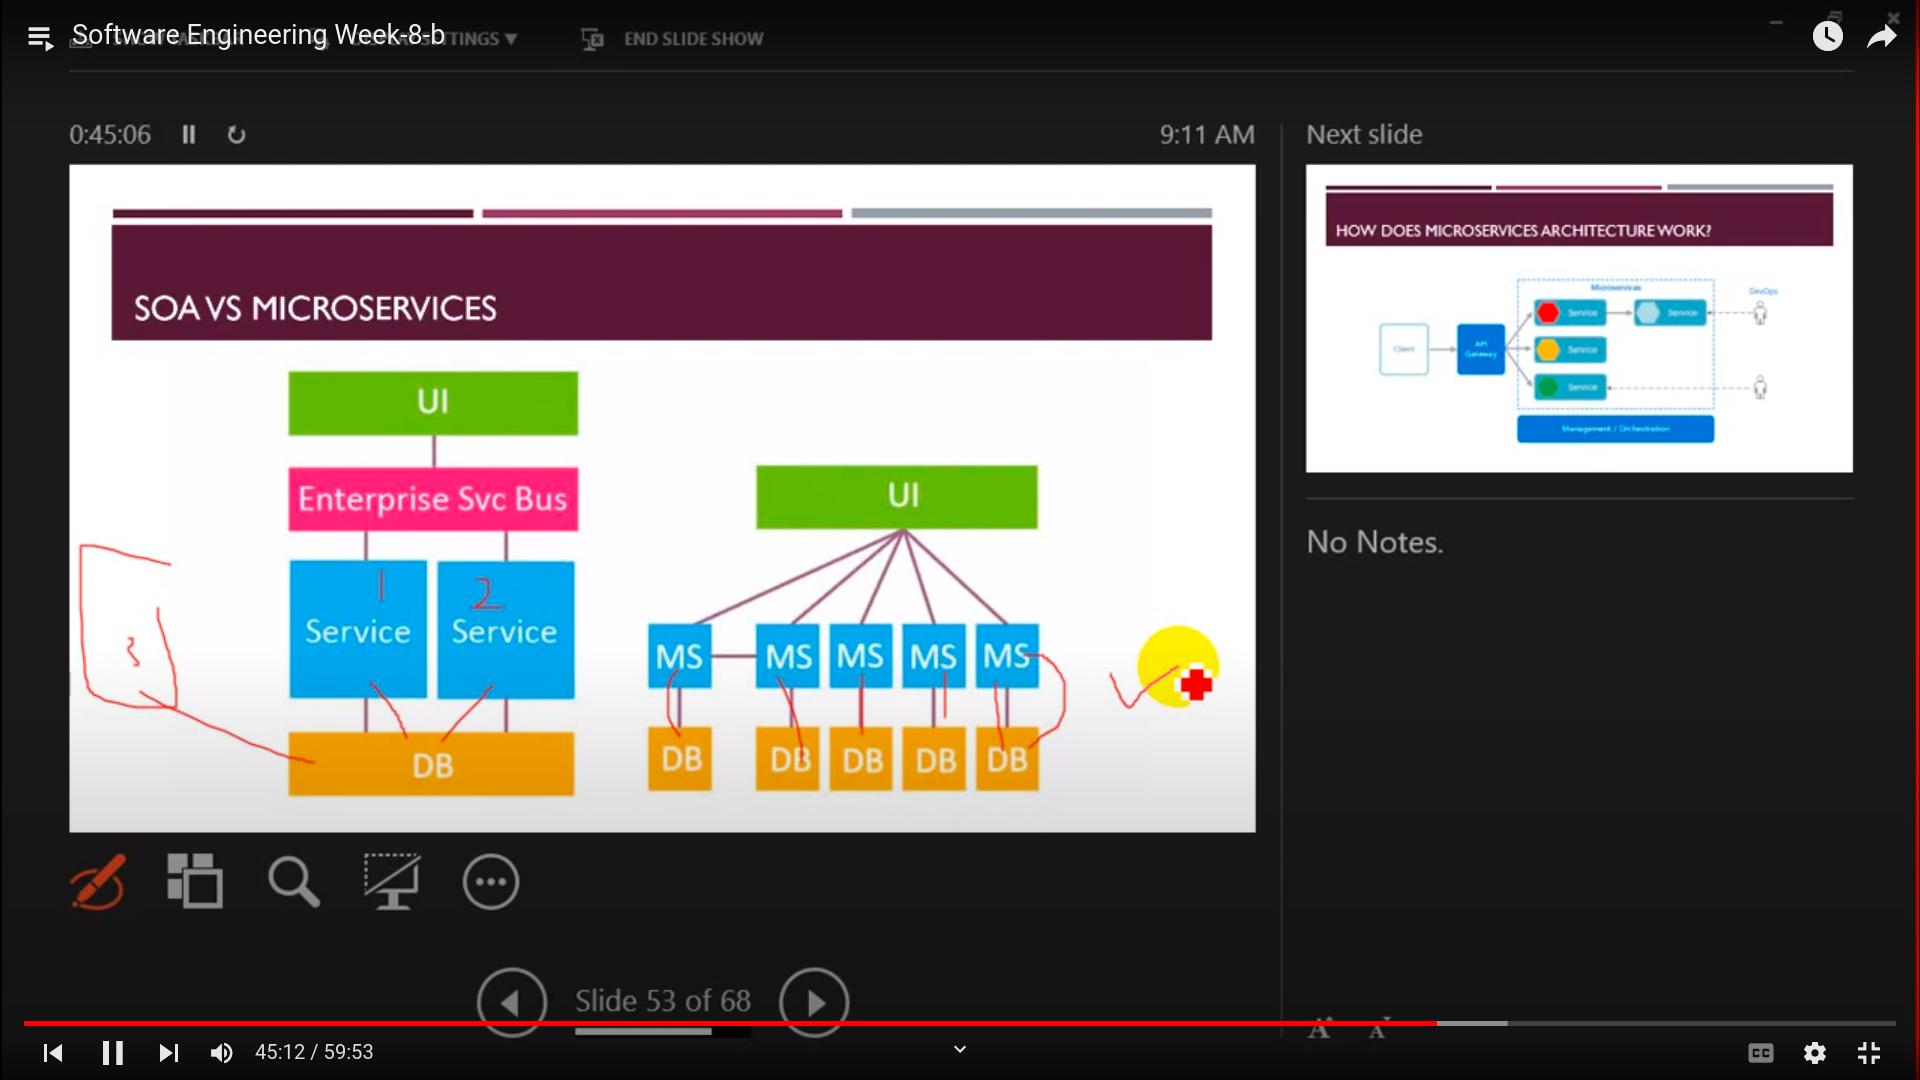 Software Engineering Week-8-b
END SLIDE SHOW
0:45:06
9:11 AM
Next slide
SOA VS MICROSERVICES
UI
Enterprise Svc Bus
1
2
Service
Service
3
DB
UI
MS
MS
MS
MS
MS
DB
DB
DB
DB
DB
HOW DOES MICROSERVICES ARCHITECTURE WORK?
Microservices
DevOps
Service
Service
Client
API
Gateway
Service
Service
Management / Orchestration
No Notes.
Slide 53 of 68
A
A
45:12 / 59:53
CC